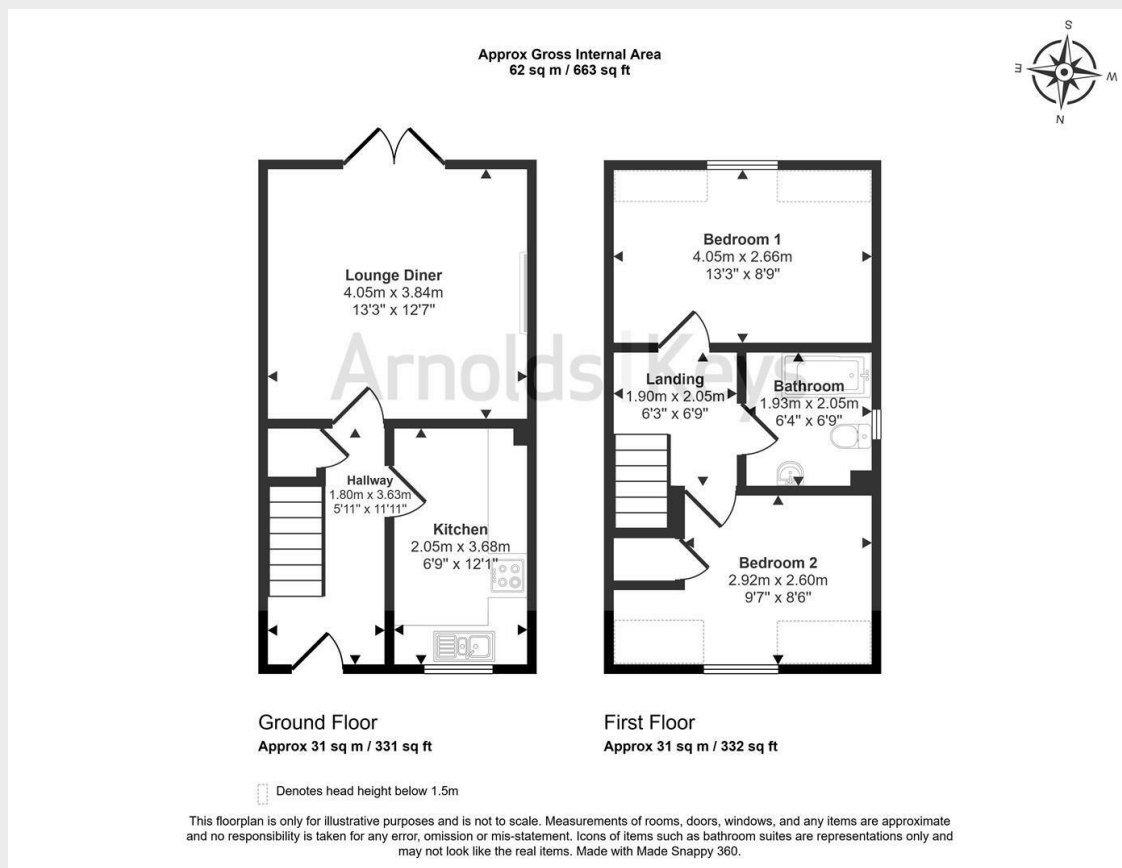 Approx Gross Internal Area
62 sq m / 663 sq ft
S
E
W
N
Lounge Diner
4.05m x 3.84m
13'3" x 12'7"
Hallway
1.80m x 3.63m
5'11" x 11'11"
Kitchen
2.05m x 3.68m
6'9" x 12'1"
Bedroom 1
4.05m x 2.66m
13'3" x 8'9"
Landing
1.90m x 2.05m
6'3" x 6'9"
Bathroom
1.93m x 2.05m
6'4" x 6'9"
Bedroom 2
2.92m x 2.60m
9'7" x 8'6"
Arnolds|Keys
Ground Floor
Approx 31 sq m / 331 sq ft
First Floor
Approx 31 sq m / 332 sq ft
Denotes head height below 1.5m
This floorplan is only for illustrative purposes and is not to scale. Measurements of rooms, doors, windows, and any items are approximate
and no responsibility is taken for any error, omission or mis-statement. Icons of items such as bathroom suites are representations only and
may not look like the real items. Made with Made Snappy 360.